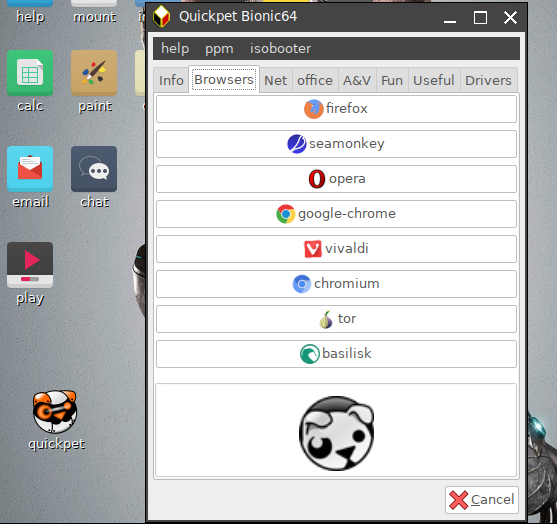 help
mount
calc
paint
email
chat
play
quickpet
Quickpet Bionic64
help ppm isobooter
Info Browsers Net office A&V Fun Useful Drivers
firefox
seamonkey
opera
google-chrome
vivaldi
chromium
tor
basilisk
Cancel